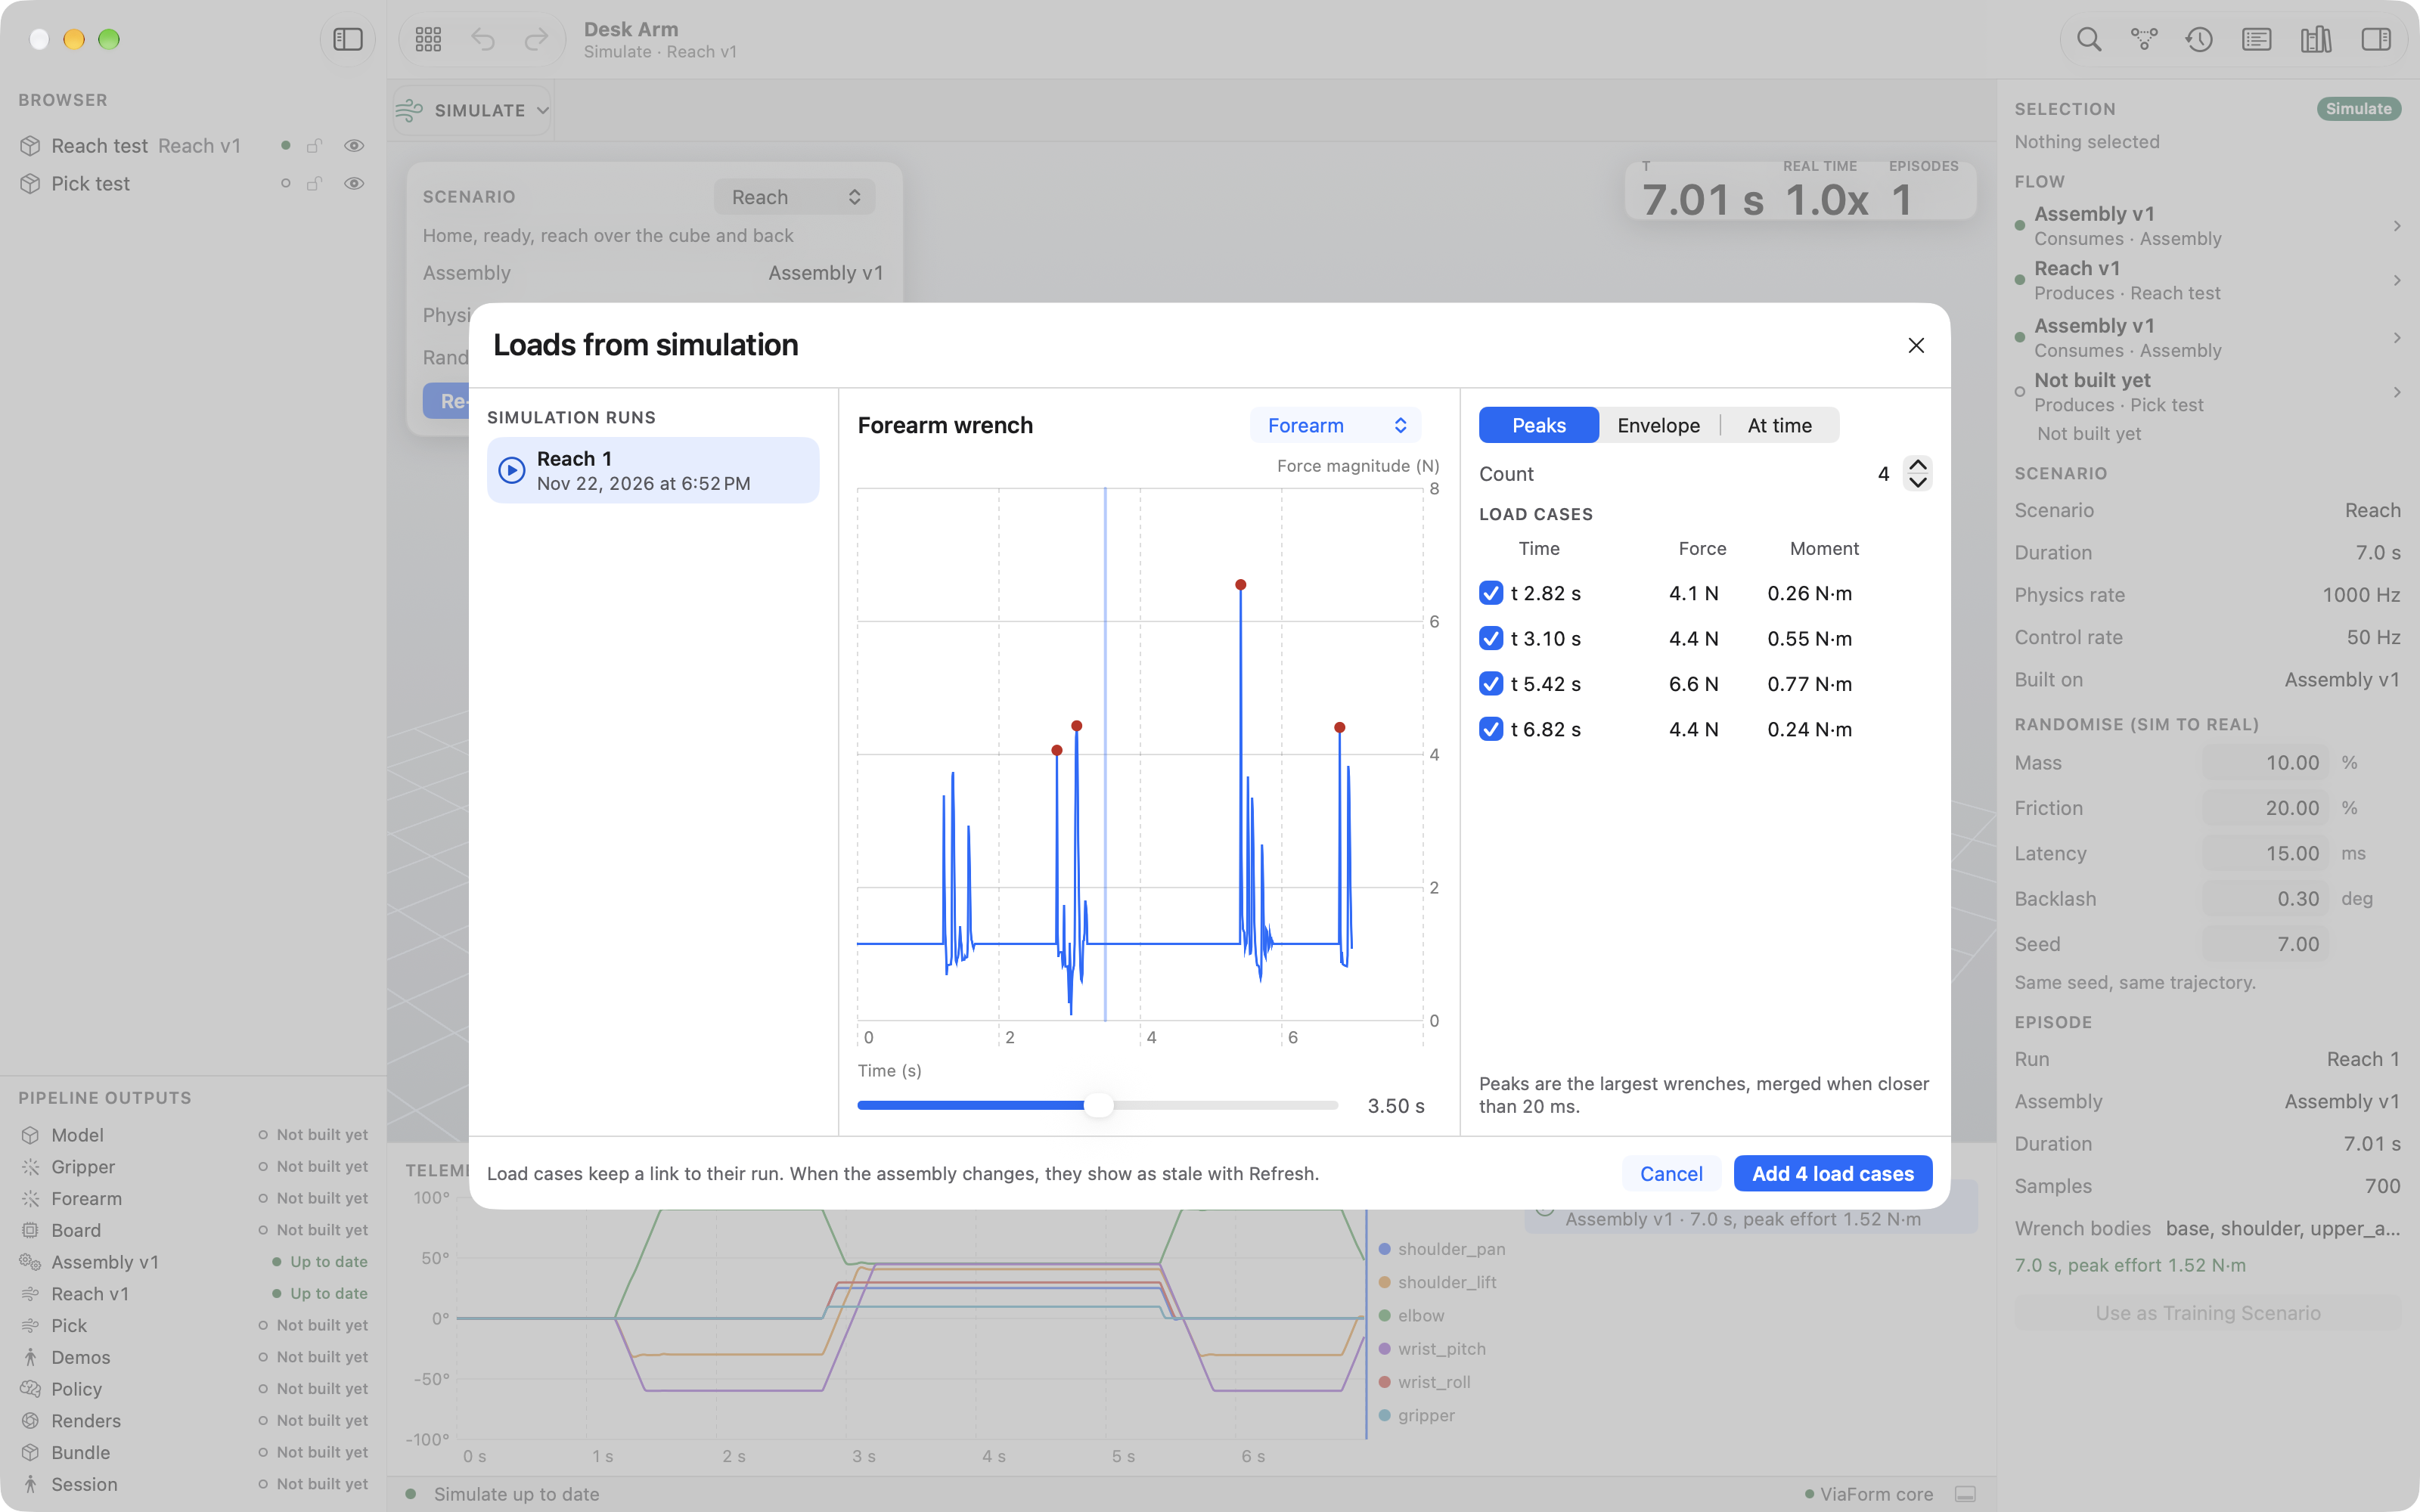 Desk Arm
Simulate · Reach v1
BROWSER
Reach test Reach v1
Pick test
PIPELINE OUTPUTS
Model Not built yet
Gripper Not built yet
Forearm Not built yet
Board Not built yet
Assembly v1 Up to date
Reach v1 Up to date
Pick Not built yet
Demos Not built yet
Policy Not built yet
Renders Not built yet
Bundle Not built yet
Session Not built yet
SIMULATE
SCENARIO Reach
Home, ready, reach over the cube and back
Assembly Assembly v1
T REAL TIME EPISODES
7.01 s 1.0x 1
Loads from simulation
SIMULATION RUNS
Reach 1
Nov 22, 2026 at 6:52 PM
Forearm wrench Forearm
Force magnitude (N)
8
6
4
2
0
0 2 4 6
Time (s)
3.50 s
Peaks Envelope At time
Count 4
LOAD CASES
Time Force Moment
t 2.82 s 4.1 N 0.26 N·m
t 3.10 s 4.4 N 0.55 N·m
t 5.42 s 6.6 N 0.77 N·m
t 6.82 s 4.4 N 0.24 N·m
Peaks are the largest wrenches, merged when closer
than 20 ms.
Load cases keep a link to their run. When the assembly changes, they show as stale with Refresh.
Cancel Add 4 load cases
100°
50°
0°
-50°
-100°
0 s 1 s 2 s 3 s 4 s 5 s 6 s
shoulder_pan
shoulder_lift
elbow
wrist_pitch
wrist_roll
gripper
Assembly v1 · 7.0 s, peak effort 1.52 N·m
Simulate up to date
ViaForm core
SELECTION Simulate
Nothing selected
FLOW
Assembly v1
Consumes · Assembly
Reach v1
Produces · Reach test
Assembly v1
Consumes · Assembly
Not built yet
Produces · Pick test
Not built yet
SCENARIO
Scenario Reach
Duration 7.0 s
Physics rate 1000 Hz
Control rate 50 Hz
Built on Assembly v1
RANDOMISE (SIM TO REAL)
Mass 10.00 %
Friction 20.00 %
Latency 15.00 ms
Backlash 0.30 deg
Seed 7.00
Same seed, same trajectory.
EPISODE
Run Reach 1
Assembly Assembly v1
Duration 7.01 s
Samples 700
Wrench bodies base, shoulder, upper_a...
7.0 s, peak effort 1.52 N·m
Use as Training Scenario